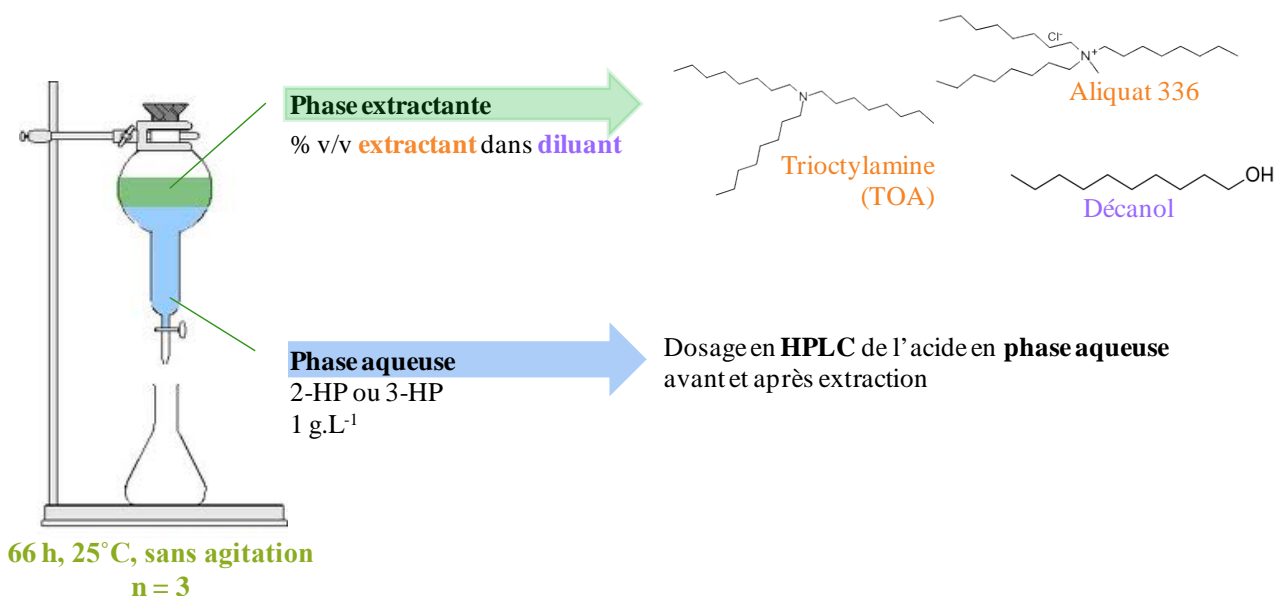 Phase extractante
% v/v extractant dans diluant
Cl-
N+
Aliquat 336
N
Trioctylamine
(TOA)
OH
Décanol
Phase aqueuse
2-HP ou 3-HP
1 g.L-1
Dosage en HPLC de l’acide en phase aqueuse
avant et après extraction
66 h, 25°C, sans agitation
n = 3